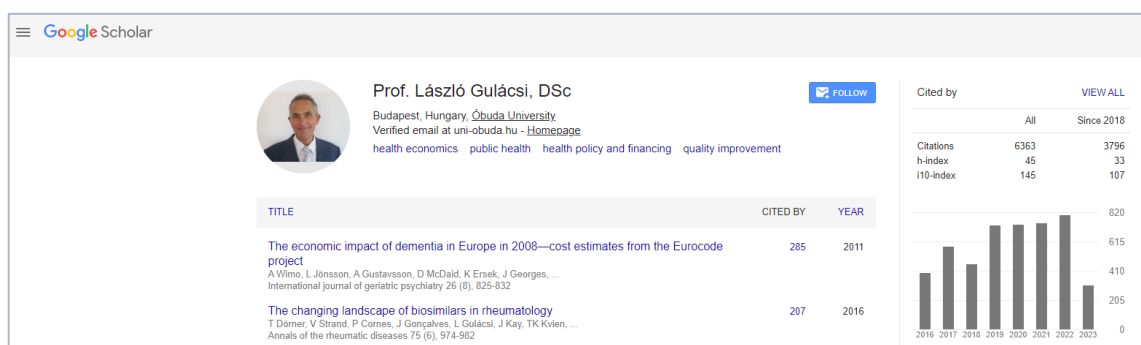 Google Scholar
Prof. László Gulácsi, DSc
FOLLOW
Budapest, Hungary, Óbuda University
Verified email at uni-obuda.hu - Homepage
health economics public health health policy and financing quality improvement
TITLE CITED BY YEAR
The economic impact of dementia in Europe in 2008—cost estimates from the Eurocode
project
285 2011
A Wimo, L Jönsson, A Gustavsson, D McDaid, K Ersek, J Georges, ...
International journal of geriatric psychiatry 26 (8), 825-832
The changing landscape of biosimilars in rheumatology 207 2016
T Dörner, V Strand, P Cornes, J Gonçalves, L Gulácsi, J Kay, TK Kvien, ...
Annals of the rheumatic diseases 75 (6), 974-982
Cited by VIEW ALL
All Since 2018
Citations 6363 3796
h-index 45 33
i10-index 145 107
820
615
410
205
0
2016 2017 2018 2019 2020 2021 2022 2023